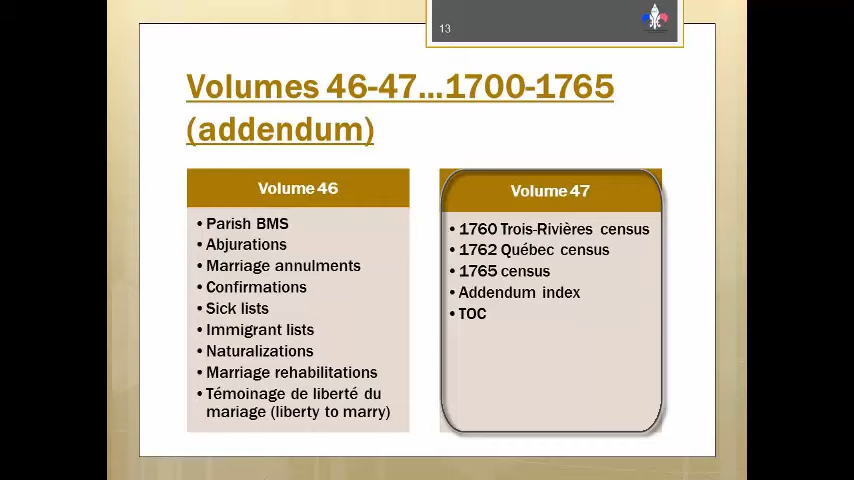 13
Volumes 46-47...1700-1765
(addendum)
Volume 46
• Parish BMS
• Abjurations
• Marriage annulments
• Confirmations
• Sick lists
• Immigrant lists
• Naturalizations
• Marriage rehabilitations
• Témoinage de liberté du
mariage (liberty to marry)
Volume 47
• 1760 Trois-Rivières census
• 1762 Québec census
• 1765 census
• Addendum index
• TOC